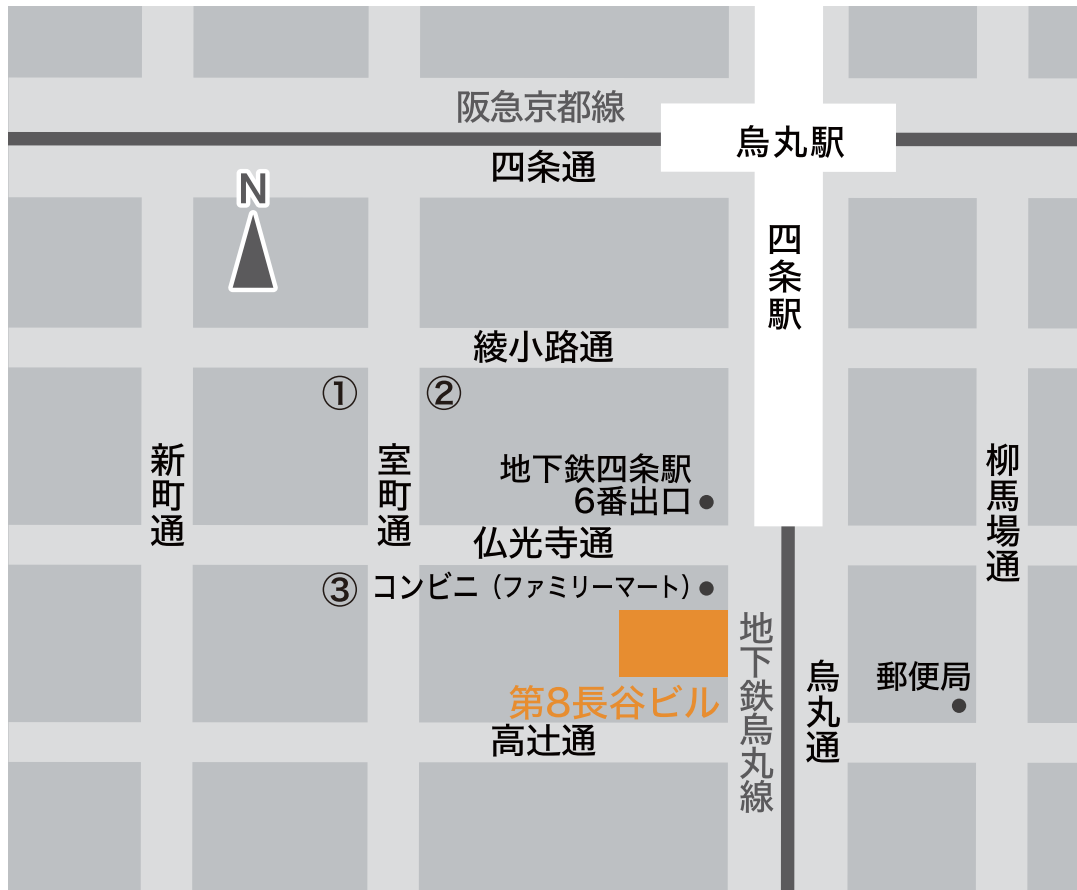 阪急京都線
烏丸駅
四条通
N
四条駅
綾小路通
①
②
新町通
室町通
地下鉄四条駅
6番出口
柳馬場通
仏光寺通
③
コンビニ（ファミリーマート）
地下鉄烏丸線
烏丸通
郵便局
第8長谷ビル
高辻通